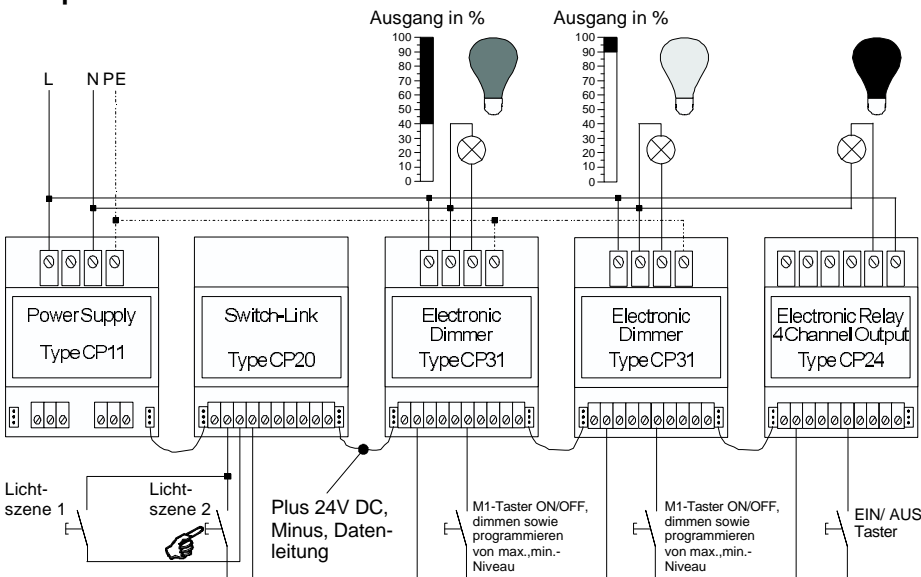 Ausgang in %
Ausgang in %
100
90
80
70
60
50
40
30
20
10
0
100
90
80
70
60
50
40
30
20
10
0
L
N PE
Power Supply
Type CP11
Switch-Link
Type CP20
Electronic
Dimmer
Type CP31
Electronic
Dimmer
Type CP31
Electronic Relay
4 Channel Output
Type CP24
Licht-
szene 1
Licht-
szene 2
Plus 24V DC,
Minus, Daten-
leitung
M1-Taster ON/OFF,
dimmen sowie
programmieren
von max.,min.-
Niveau
M1-Taster ON/OFF,
dimmen sowie
programmieren
von max.,min.-
Niveau
EIN/ AUS
Taster